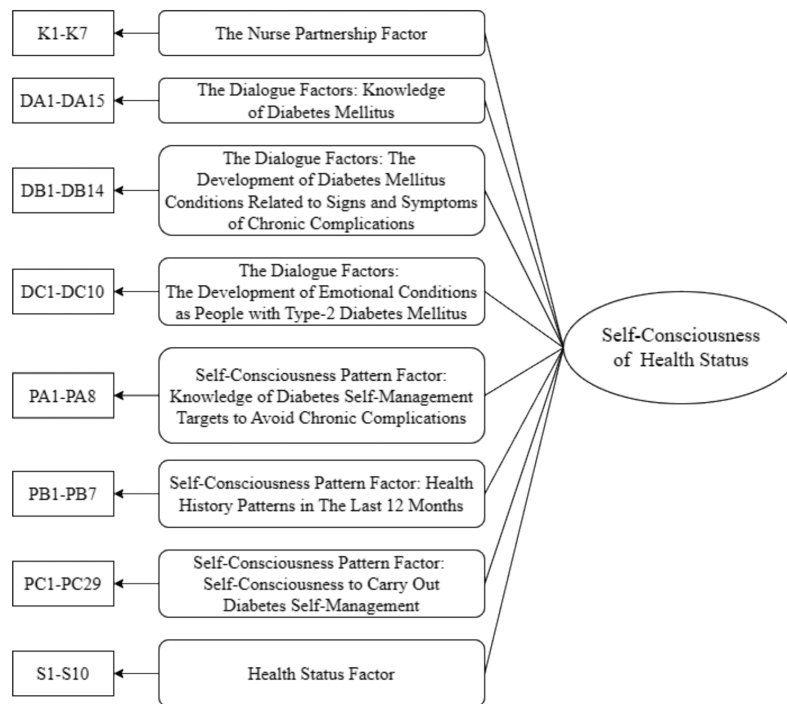 K1-K7
The Nurse Partnership Factor
DA1-DA15
The Dialogue Factors: Knowledge
of Diabetes Mellitus
DB1-DB14
The Dialogue Factors: The
Development of Diabetes Mellitus
Conditions Related to Signs and Symptoms
of Chronic Complications
DC1-DC10
The Dialogue Factors:
The Development of Emotional Conditions
as People with Type-2 Diabetes Mellitus
Self-Consciousness
of Health Status
PA1-PA8
Self-Consciousness Pattern Factor:
Knowledge of Diabetes Self-Management
Targets to Avoid Chronic Complications
PB1-PB7
Self-Consciousness Pattern Factor: Health
History Patterns in The Last 12 Months
PC1-PC29
Self-Consciousness Pattern Factor:
Self-Consciousness to Carry Out
Diabetes Self-Management
S1-S10
Health Status Factor